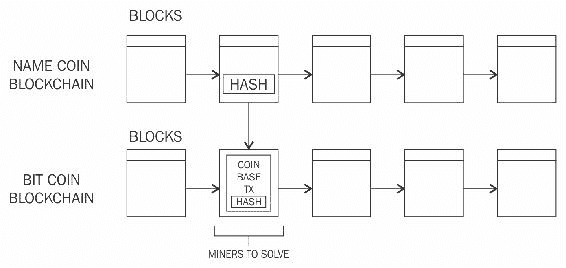 BLOCKS
NAME COIN
BLOCKCHAIN
HASH
BLOCKS
BIT COIN
BLOCKCHAIN
COIN
BASE
TX
HASH
MINERS TO SOLVE